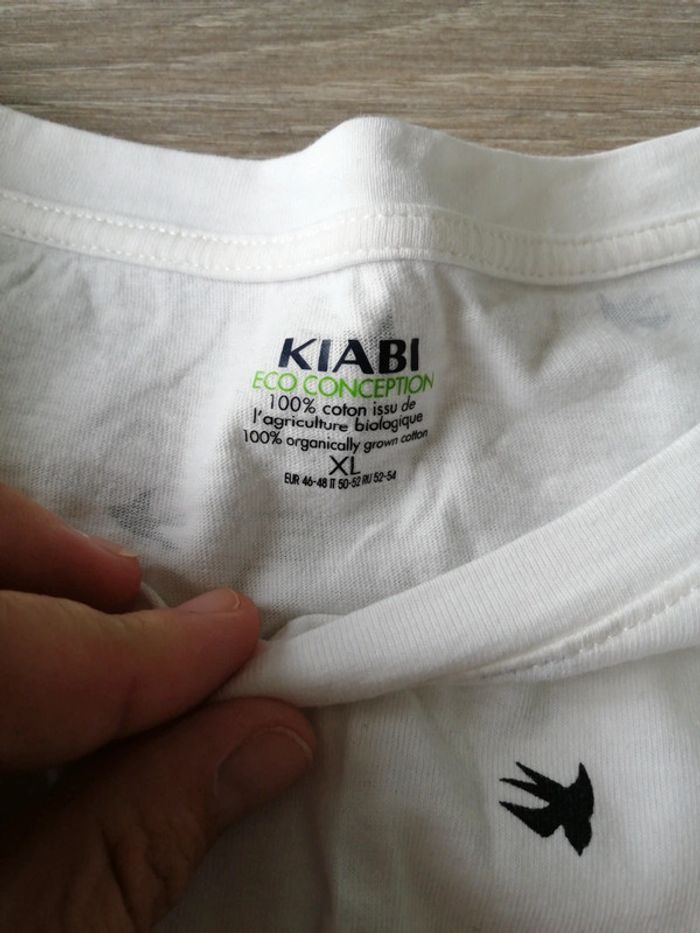 KIABI
ECO CONCEPTION
100% coton issu de
l'agriculture biologique
100% organically grown cotton
XL
EUR 46-48 IT 50-52 RU 52-54